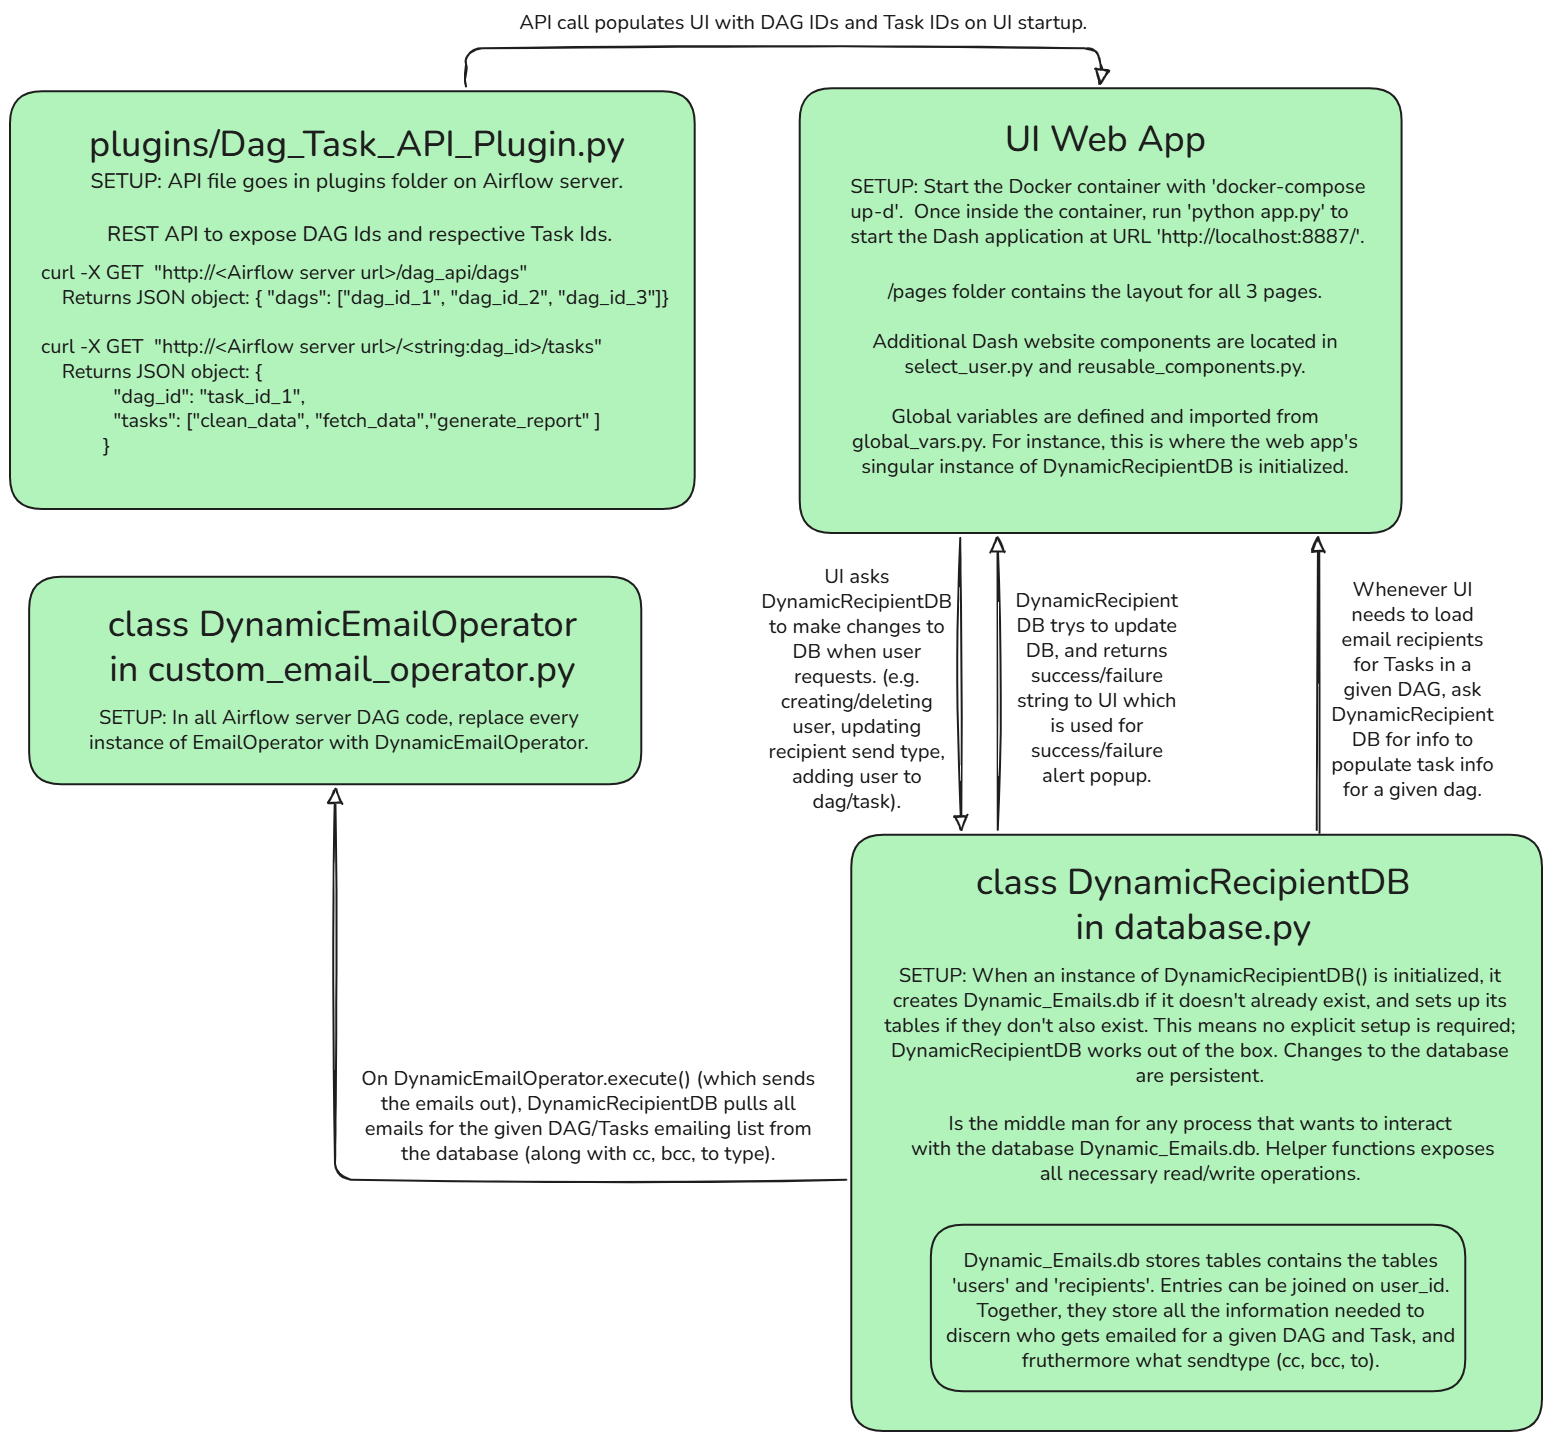 API call populates UI with DAG IDs and Task IDs on UI startup.
plugins/Dag_Task_API_Plugin.py
SETUP: API file goes in plugins folder on Airflow server.
REST API to expose DAG Ids and respective Task Ids.
curl -X GET  "http://<Airflow server url>/dag_api/dags"
Returns JSON object: { "dags": ["dag_id_1", "dag_id_2", "dag_id_3"]}
curl -X GET  "http://<Airflow server url>/<string:dag_id>/tasks"
Returns JSON object: {
"dag_id": "task_id_1",
"tasks": ["clean_data", "fetch_data","generate_report" ]
}
UI Web App
SETUP: Start the Docker container with 'docker-compose
up-d'.  Once inside the container, run 'python app.py' to
start the Dash application at URL 'http://localhost:8887/'.
/pages folder contains the layout for all 3 pages.
Additional Dash website components are located in
select_user.py and reusable_components.py.
Global variables are defined and imported from
global_vars.py. For instance, this is where the web app's
singular instance of DynamicRecipientDB is initialized.
class DynamicEmailOperator
in custom_email_operator.py
SETUP: In all Airflow server DAG code, replace every
instance of EmailOperator with DynamicEmailOperator.
UI asks
DynamicRecipientDB
to make changes to
DB when user
requests. (e.g.
creating/deleting
user, updating
recipient send type,
adding user to
dag/task).
DynamicRecipient
DB trys to update
DB, and returns
success/failure
string to UI which
is used for
success/failure
alert popup.
Whenever UI
needs to load
email recipients
for Tasks in a
given DAG, ask
DynamicRecipient
DB for info to
populate task info
for a given dag.
On DynamicEmailOperator.execute() (which sends
the emails out), DynamicRecipientDB pulls all
emails for the given DAG/Tasks emailing list from
the database (along with cc, bcc, to type).
class DynamicRecipientDB
in database.py
SETUP: When an instance of DynamicRecipientDB() is initialized, it
creates Dynamic_Emails.db if it doesn't already exist, and sets up its
tables if they don't also exist. This means no explicit setup is required;
DynamicRecipientDB works out of the box. Changes to the database
are persistent.
Is the middle man for any process that wants to interact
with the database Dynamic_Emails.db. Helper functions exposes
all necessary read/write operations.
Dynamic_Emails.db stores tables contains the tables
'users' and 'recipients'. Entries can be joined on user_id.
Together, they store all the information needed to
discern who gets emailed for a given DAG and Task, and
fruthermore what sendtype (cc, bcc, to).